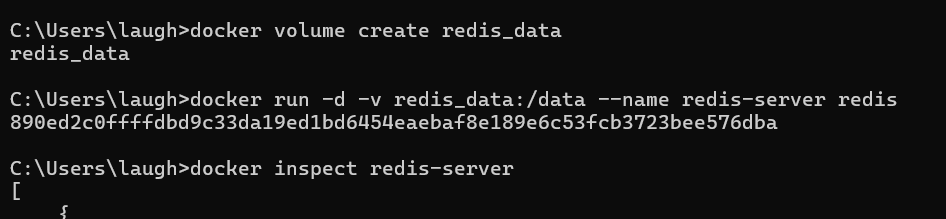 C:\Users\laugh>docker volume create redis_data
redis_data
C:\Users\laugh>docker run -d -v redis_data:/data --name redis-server redis
890ed2c0ffffdbd9c33da19ed1bd6454eaebaf8e189e6c53fcb3723bee576dba
C:\Users\laugh>docker inspect redis-server
[
{